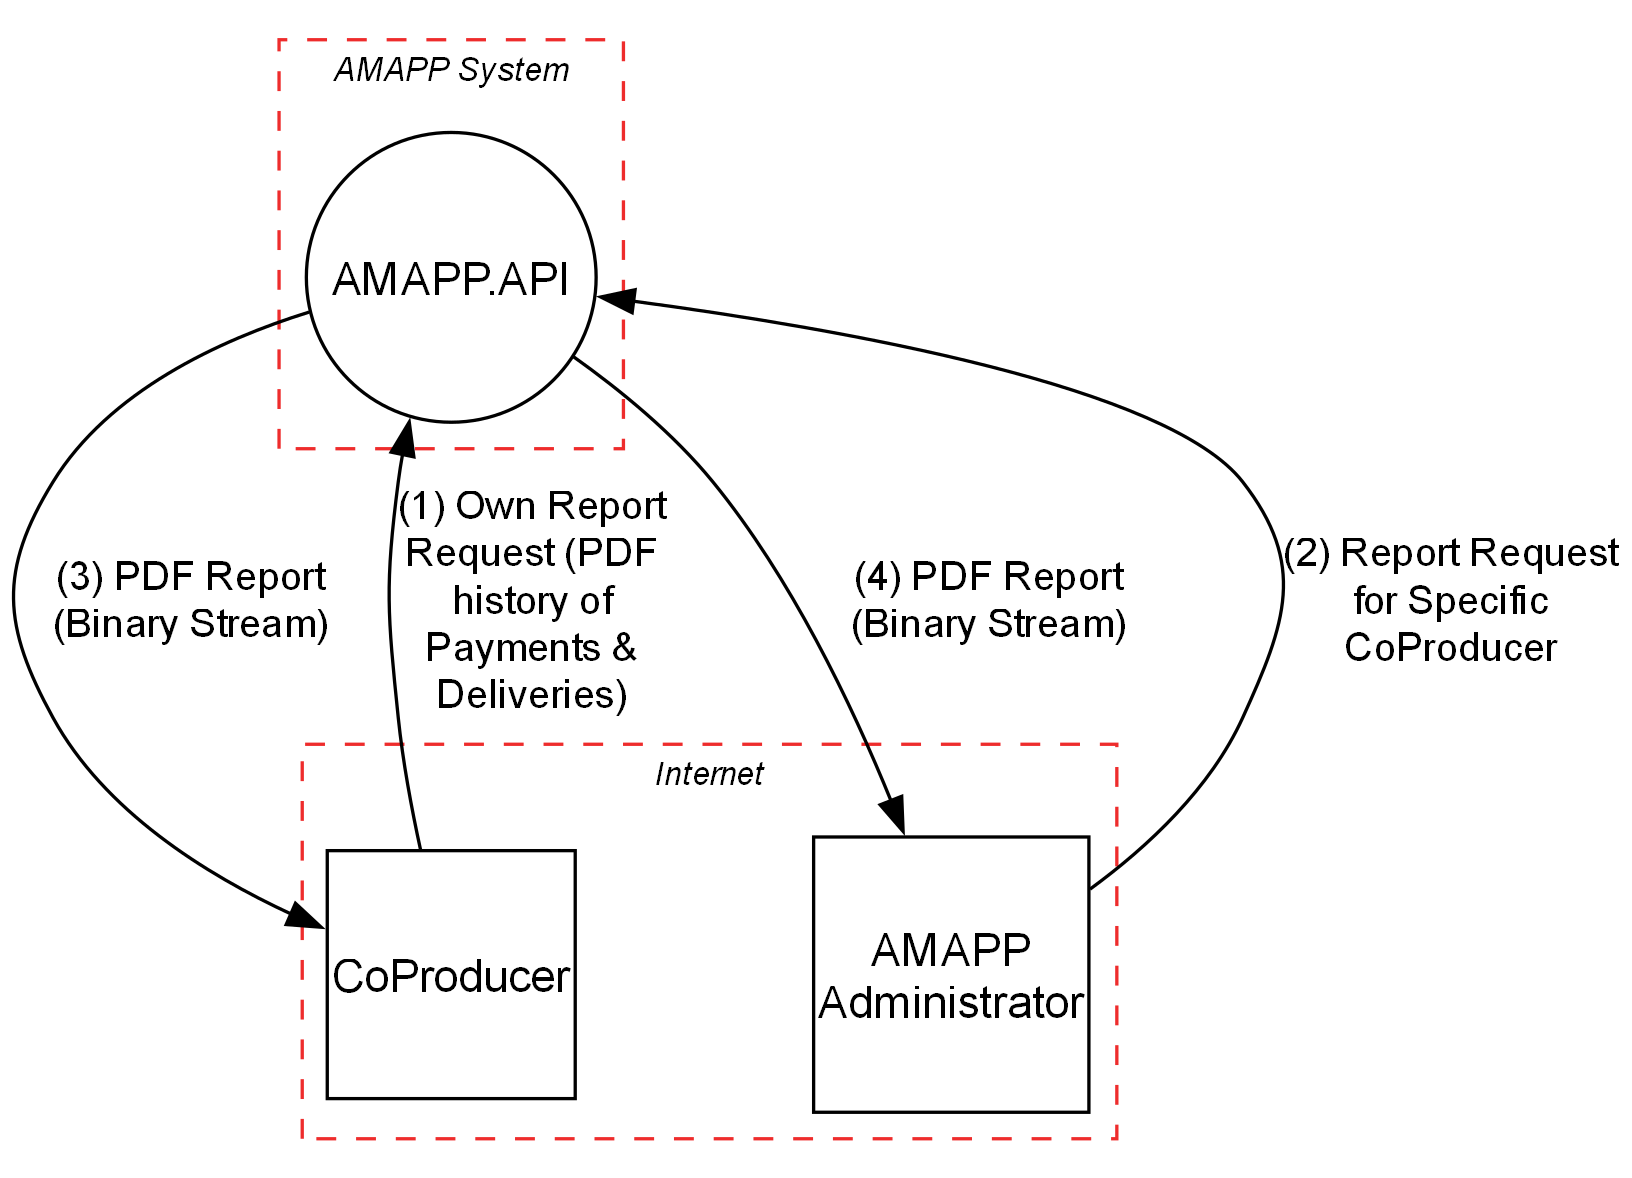 AMAPP System
AMAPP.API
(1) Own Report
Request (PDF
history of
Payments &
Deliveries)
(2) Report Request
for Specific
CoProducer
(3) PDF Report
(Binary Stream)
(4) PDF Report
(Binary Stream)
Internet
CoProducer
AMAPP
Administrator